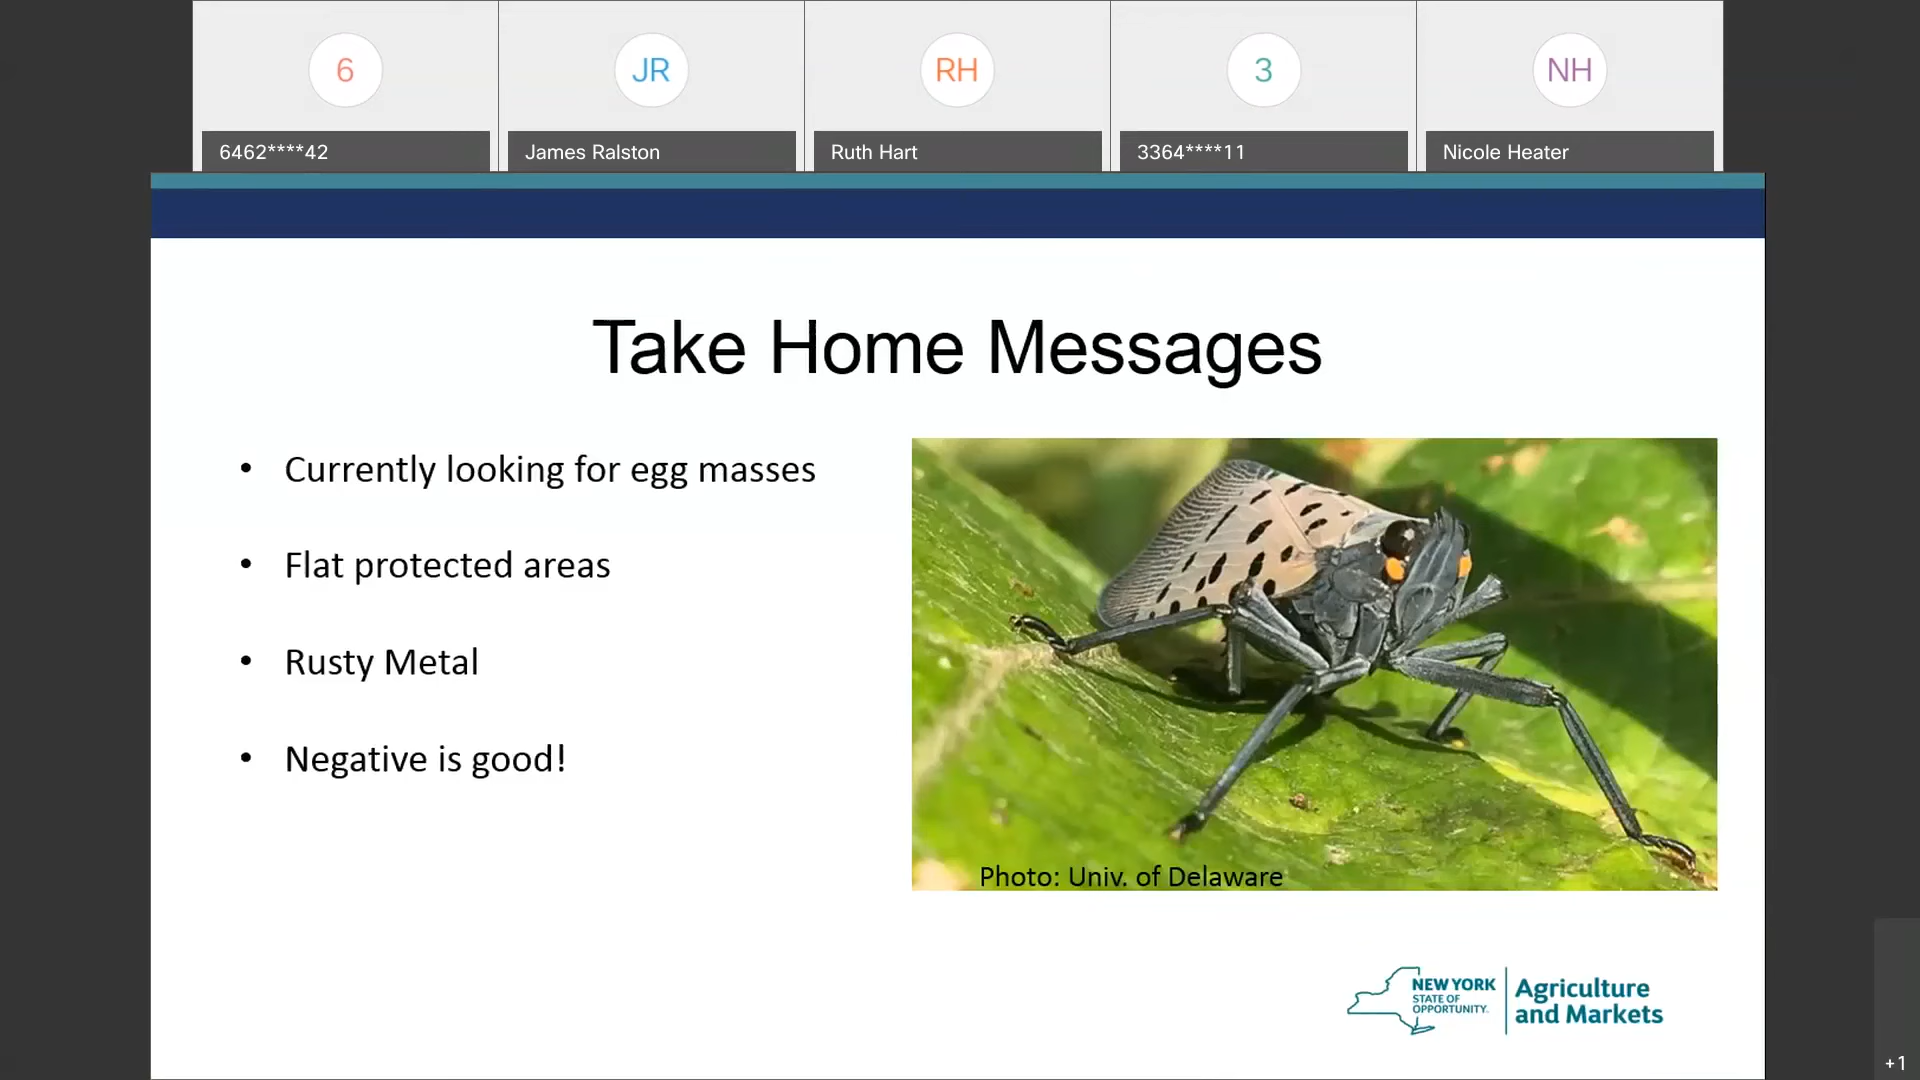 6
JR
RH
3
NH
6462****42
James Ralston
Ruth Hart
3364****11
Nicole Heater
Take Home Messages
• Currently looking for egg masses
• Flat protected areas
• Rusty Metal
• Negative is good!
Photo: Univ. of Delaware
NEW YORK
STATE OF
OPPORTUNITY.
Agriculture
and Markets
+1